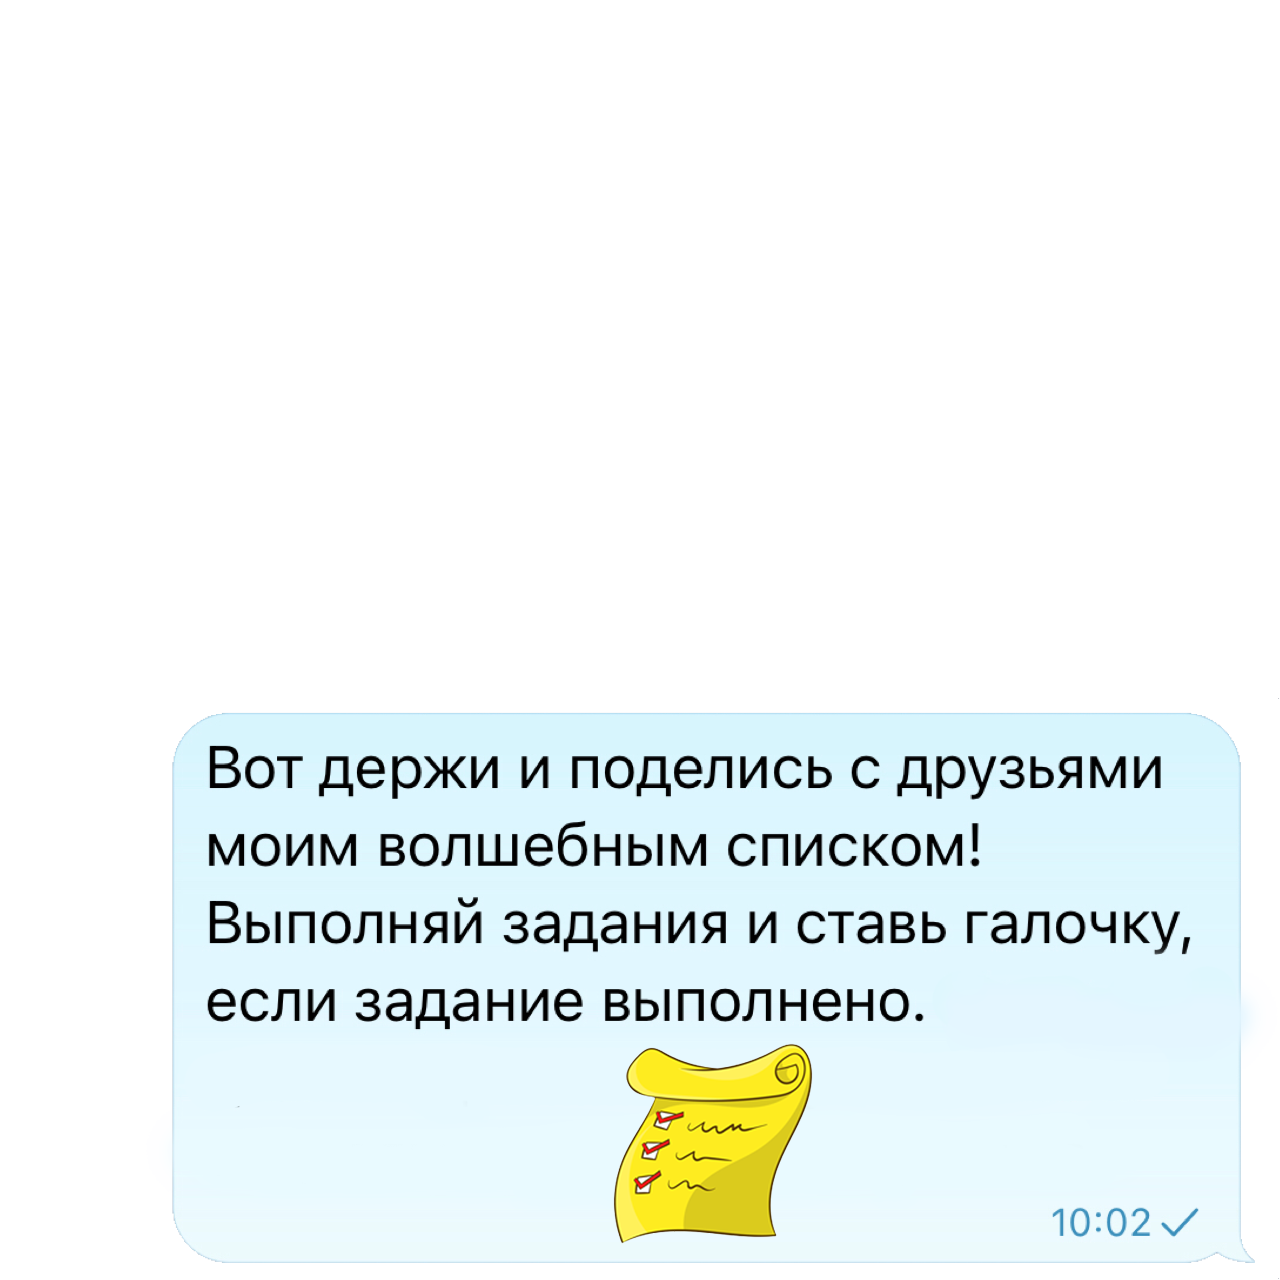 Вот держи и поделись с друзьями
моим волшебным списком!
Выполняй задания и ставь галочку,
если задание выполнено.
10:02